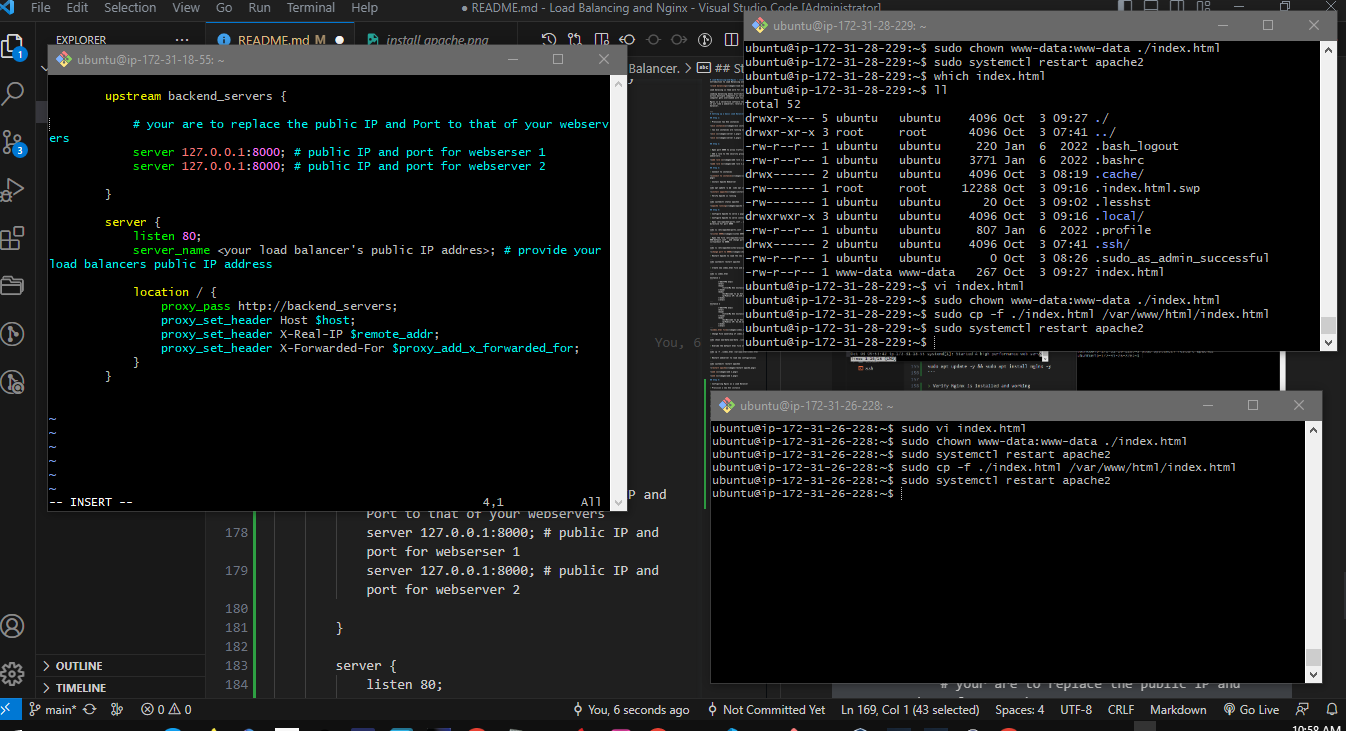 File Edit Selection View Go Run Terminal Help
● README.md - Load Balancing and Nginx - Visual Studio Code [Administrator]
EXPLORER
README.md M ●
install apache.png
1
3
ubuntu@ip-172-31-18-55: ~
upstream backend_servers {
# your are to replace the public IP and Port to that of your webserv
ers
server 127.0.0.1:8000; # public IP and port for webserser 1
server 127.0.0.1:8000; # public IP and port for webserver 2
}
server {
listen 80;
server_name <your load balancer's public IP addres>; # provide your
load balancers public IP address
location / {
proxy_pass http://backend_servers;
proxy_set_header Host $host;
proxy_set_header X-Real-IP $remote_addr;
proxy_set_header X-Forwarded-For $proxy_add_x_forwarded_for;
}
}
~
~
~
~
~
~
-- INSERT -- 4,1 All
Balancer. > ## St
You, 6
ubuntu@ip-172-31-28-229: ~
ubuntu@ip-172-31-28-229:~$ sudo chown www-data:www-data ./index.html
ubuntu@ip-172-31-28-229:~$ sudo systemctl restart apache2
ubuntu@ip-172-31-28-229:~$ which index.html
ubuntu@ip-172-31-28-229:~$ ll
total 52
drwxr-x--- 5 ubuntu ubuntu 4096 Oct 3 09:27 ./
drwxr-xr-x 3 root root 4096 Oct 3 07:41 ../
-rw-r--r-- 1 ubuntu ubuntu 220 Jan 6 2022 .bash_logout
-rw-r--r-- 1 ubuntu ubuntu 3771 Jan 6 2022 .bashrc
drwx------ 2 ubuntu ubuntu 4096 Oct 3 08:19 .cache/
-rw------- 1 root root 12288 Oct 3 09:16 .index.html.swp
-rw------- 1 ubuntu ubuntu 20 Oct 3 09:02 .lesshst
drwxrwxr-x 3 ubuntu ubuntu 4096 Oct 3 09:16 .local/
-rw-r--r-- 1 ubuntu ubuntu 807 Jan 6 2022 .profile
drwx------ 2 ubuntu ubuntu 4096 Oct 3 07:41 .ssh/
-rw-r--r-- 1 ubuntu ubuntu 0 Oct 3 08:26 .sudo_as_admin_successful
-rw-r--r-- 1 www-data www-data 267 Oct 3 09:27 index.html
ubuntu@ip-172-31-28-229:~$ vi index.html
ubuntu@ip-172-31-28-229:~$ sudo chown www-data:www-data ./index.html
ubuntu@ip-172-31-28-229:~$ sudo cp -f ./index.html /var/www/html/index.html
ubuntu@ip-172-31-28-229:~$ sudo systemctl restart apache2
ubuntu@ip-172-31-28-229:~$
sudo apt update -y && sudo apt install nginx -y
- Verify Nginx is installed and working
ubuntu@ip-172-31-26-228: ~
ubuntu@ip-172-31-26-228:~$ sudo vi index.html
ubuntu@ip-172-31-26-228:~$ sudo chown www-data:www-data ./index.html
ubuntu@ip-172-31-26-228:~$ sudo systemctl restart apache2
ubuntu@ip-172-31-26-228:~$ sudo cp -f ./index.html /var/www/html/index.html
ubuntu@ip-172-31-26-228:~$ sudo systemctl restart apache2
ubuntu@ip-172-31-26-228:~$
P and
Port to that of your webservers
178 server 127.0.0.1:8000; # public IP and
port for webserser 1
179 server 127.0.0.1:8000; # public IP and
port for webserver 2
180
181 }
182
183 server {
184 listen 80;
# your are to replace the public IP and
OUTLINE
TIMELINE
main* 0 0 You, 6 seconds ago Not Committed Yet Ln 169, Col 1 (43 selected) Spaces: 4 UTF-8 CRLF Markdown Go Live
10:58 AM